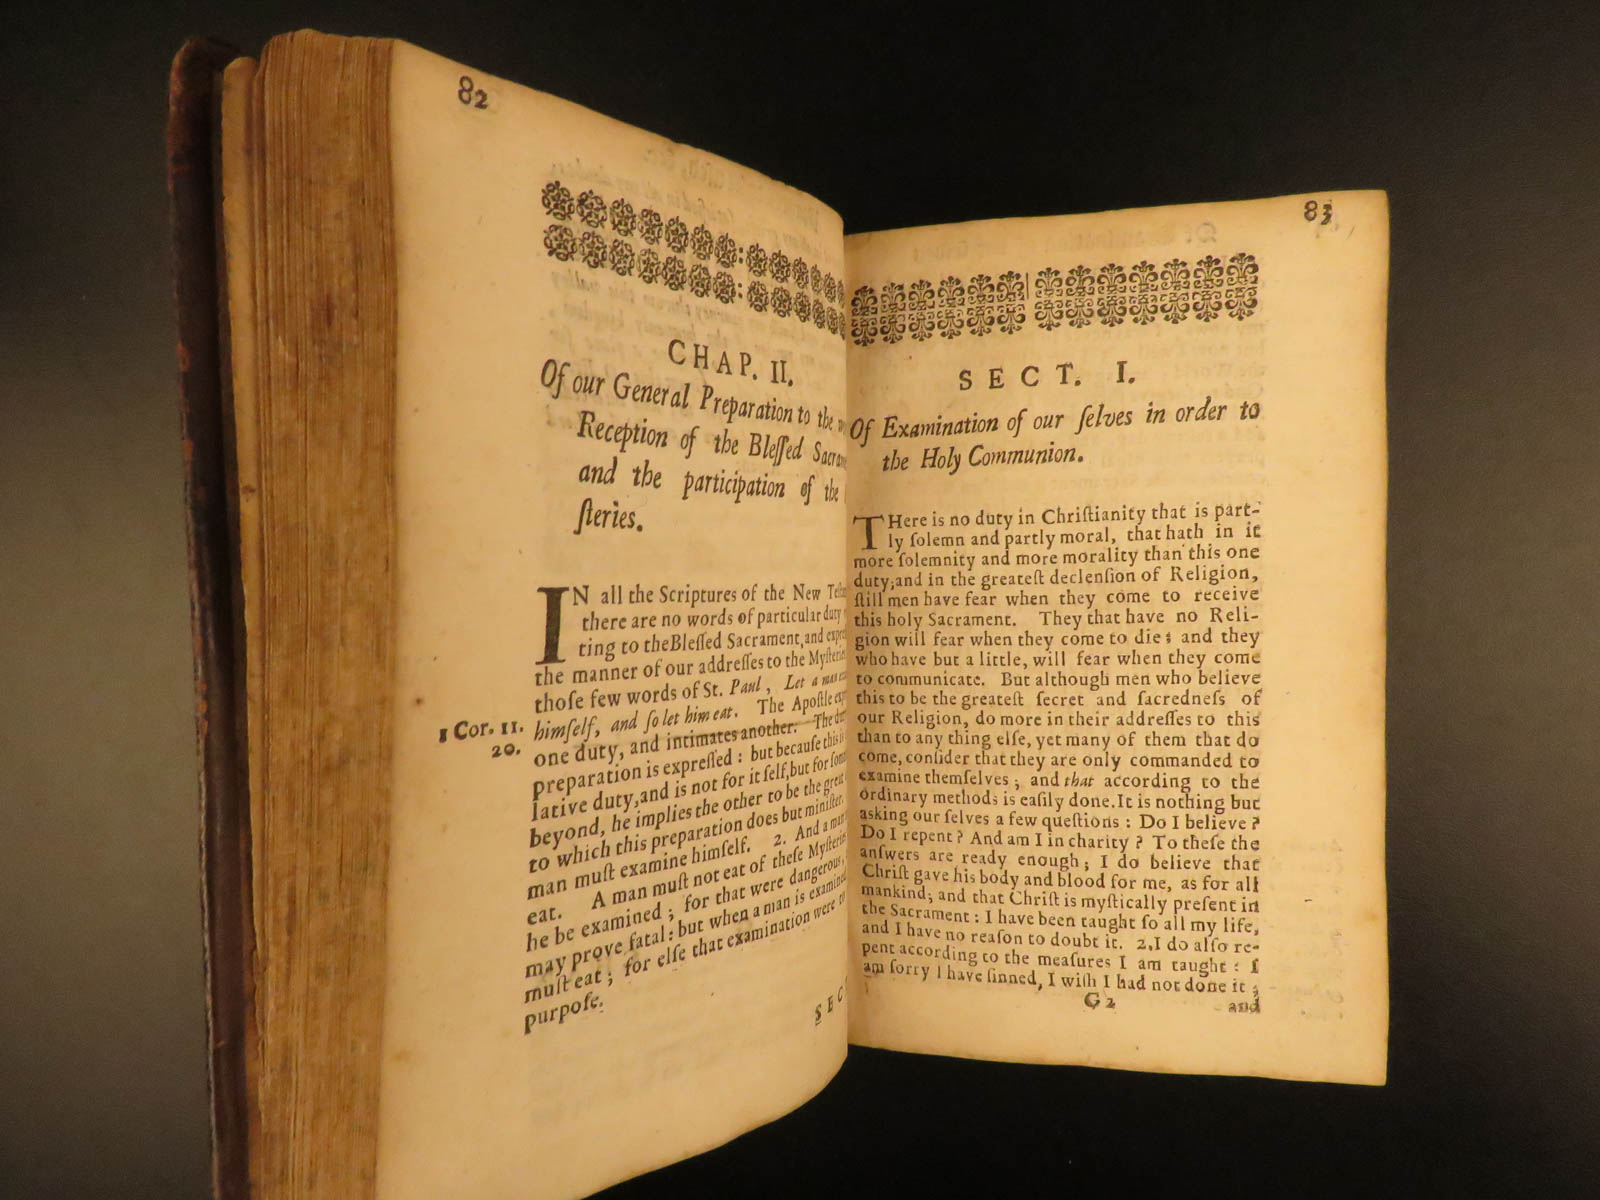 82
CHAP. II.
Of our General Preparation to the
Reception of the Bleſſed
and the participation of the
ſteries.
IN all the Scriptures of the New
there are no words of particular duty
ting to the Bleſſed Sacrament, and
the manner of our addreſſes to the
thoſe few words of St. Paul, Let a man
himſelf, and ſo let him eat. The Apoſtle
1 Cor. 11.
20.
one duty, and intimates another. The
preparation is expreſſed: but becauſe this
lative duty, and is not for it ſelf, but for
beyond, he implies the other to be the great
to which this preparation does but miniſter.
man muſt examine himſelf. 2. And a man
eat. A man muſt not eat of theſe
he be examined; for that were dangerous,
may prove fatal: but when a man is
muſt eat; for elſe that examination were
purpoſe.
83
SECT. I.
Of Examination of our ſelves in order to
the Holy Communion.
THere is no duty in Chriſtianity that is part-
ly ſolemn and partly moral, that hath in it
more ſolemnity and more morality than this one
duty; and in the greateſt declenſion of Religion,
ſtill men have fear when they come to receive
this holy Sacrament. They that have no Reli-
gion will fear when they come to die; and they
who have but a little, will fear when they come
to communicate. But although men who believe
this to be the greateſt ſecret and ſacredneſs of
our Religion, do more in their addreſſes to this
than to any thing elſe, yet many of them that do
come, conſider that they are only commanded to
examine themſelves; and that according to the
ordinary methods is eaſily done. It is nothing but
asking our ſelves a few queſtions: Do I believe?
Do I repent? And am I in charity? To theſe the
anſwers are ready enough; I do believe that
Chriſt gave his body and blood for me, as for all
mankind; and that Chriſt is myſtically preſent in
the Sacrament: I have been taught ſo all my life,
and I have no reaſon to doubt it. 2. I do alſo re-
pent according to the meaſures I am taught: I
am ſorry I have ſinned, I wiſh I had not done it;
G 2
and